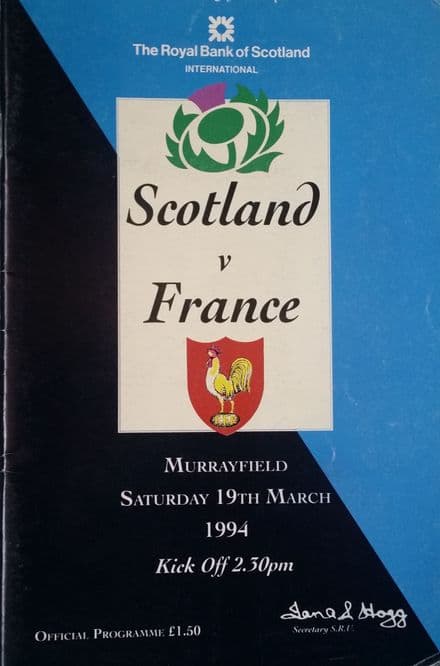 The Royal Bank of Scotland
INTERNATIONAL
Scotland
v
France
MURRAYFIELD
SATURDAY 19TH MARCH
1994
Kick Off 2.30pm
OFFICIAL PROGRAMME £1.50
Secretary S.R.U.